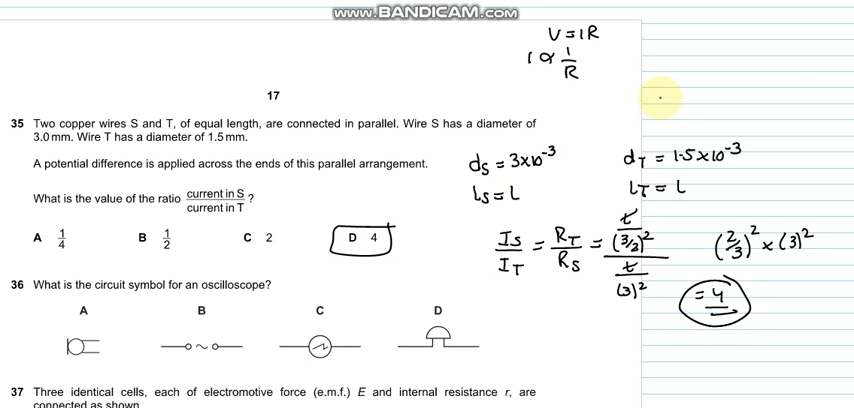 www.BANDICAM.com
V = IR
I ∝ 1/R
17
35 Two copper wires S and T, of equal length, are connected in parallel. Wire S has a diameter of
3.0 mm. Wire T has a diameter of 1.5 mm.
A potential difference is applied across the ends of this parallel arrangement.
What is the value of the ratio current in S / current in T ?
A 1/4 B 1/2 C 2 D 4
d_S = 3×10⁻³ d_T = 1.5×10⁻³
L_S = L L_T = L
I_S/I_T = R_T/R_S = (L/(3/2)²)/(L/(3)²) (2/3)² × (3)²
= 4
36 What is the circuit symbol for an oscilloscope?
A B C D
37 Three identical cells, each of electromotive force (e.m.f.) E and internal resistance r, are
connected as shown.